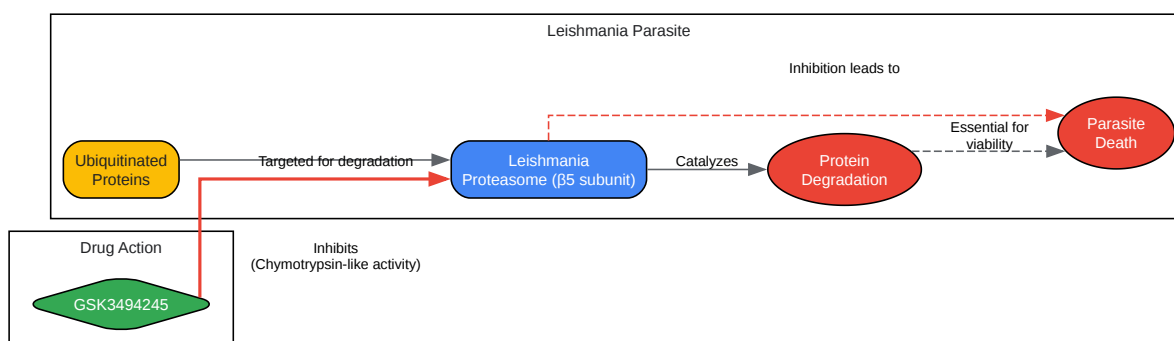 Leishmania Parasite
Inhibition leads to
Ubiquitinated
Proteins
Targeted for degradation
Leishmania
Proteasome (β5 subunit)
Catalyzes
Protein
Degradation
Essential for
viability
Parasite
Death
Drug Action
Inhibits
(Chymotrypsin-like activity)
GSK3494245